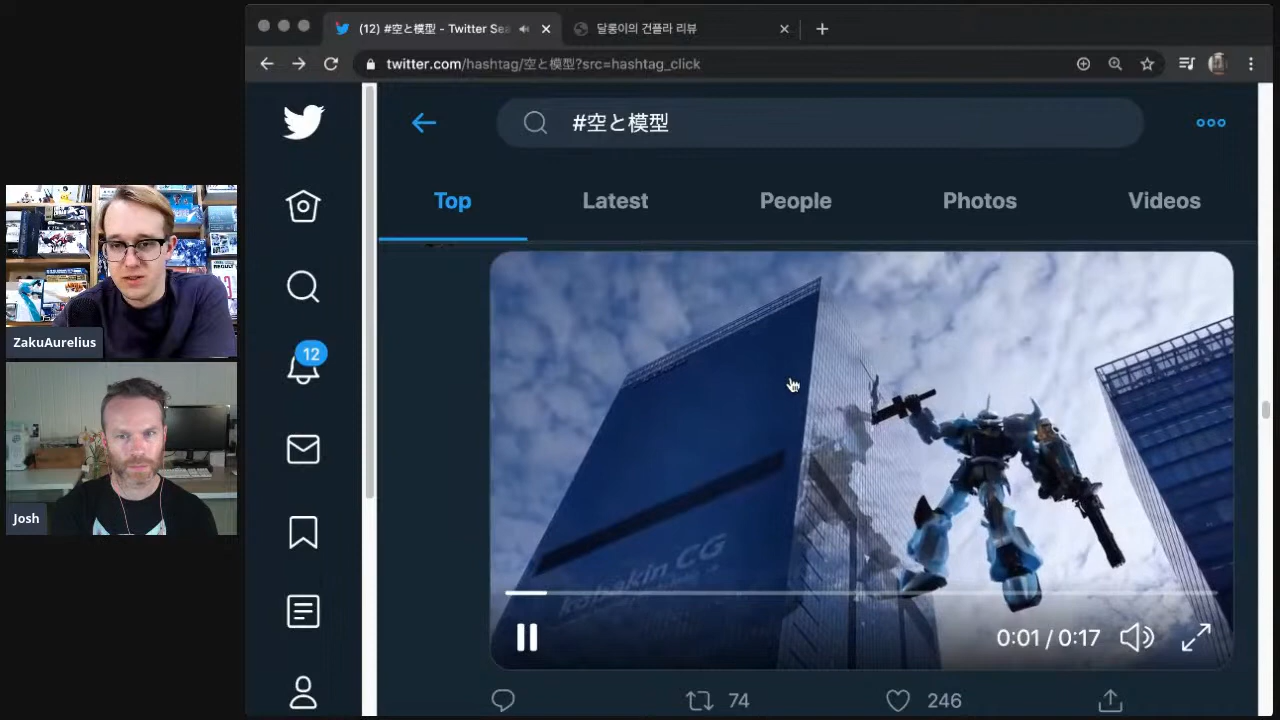 (12) #空と模型 - Twitter Sea
달롱이의 건플라 리뷰
twitter.com/hashtag/空と模型?src=hashtag_click
#空と模型
Top
Latest
People
Photos
Videos
12
ZakuAurelius
Josh
kobakin CG
0:01 / 0:17
74
246